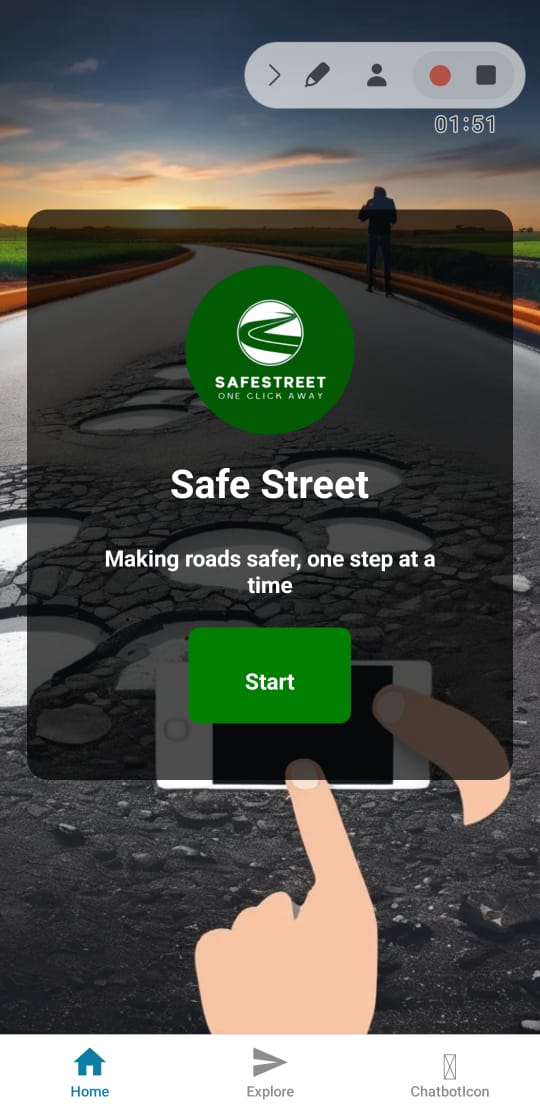 01:51
SAFESTREET
ONE CLICK AWAY
Safe Street
Making roads safer, one step at a
time
Start
Home
Explore
ChatbotIcon